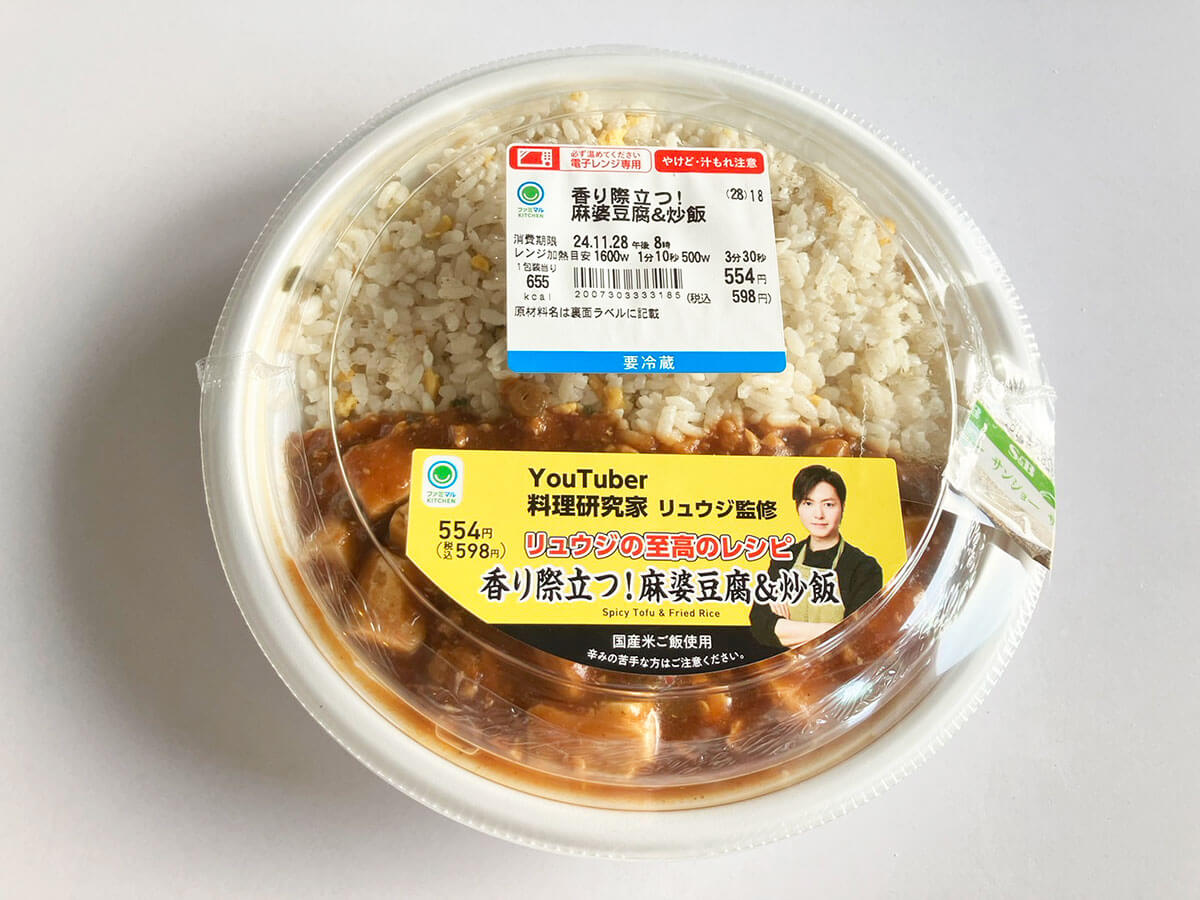 必ず温めてください
電子レンジ専用
やけど・汁もれ注意
ファミマル
KITCHEN
香り際立つ!
麻婆豆腐&炒飯
(28)18
消費期限 24.11.28 午後 8時
レンジ加熱目安 1600W 1分10秒 500W 3分30秒
1包装当り
655
kcal
554円
2007303333185 (税込 598円)
原材料名は裏面ラベルに記載
要冷蔵
ファミマル
KITCHEN
YouTuber
料理研究家 リュウジ監修
554円
(税込598円)
リュウジの至高のレシピ
香り際立つ!麻婆豆腐&炒飯
Spicy Tofu & Fried Rice
国産米ご飯使用
辛みの苦手な方はご注意ください。
S&B
サンショー